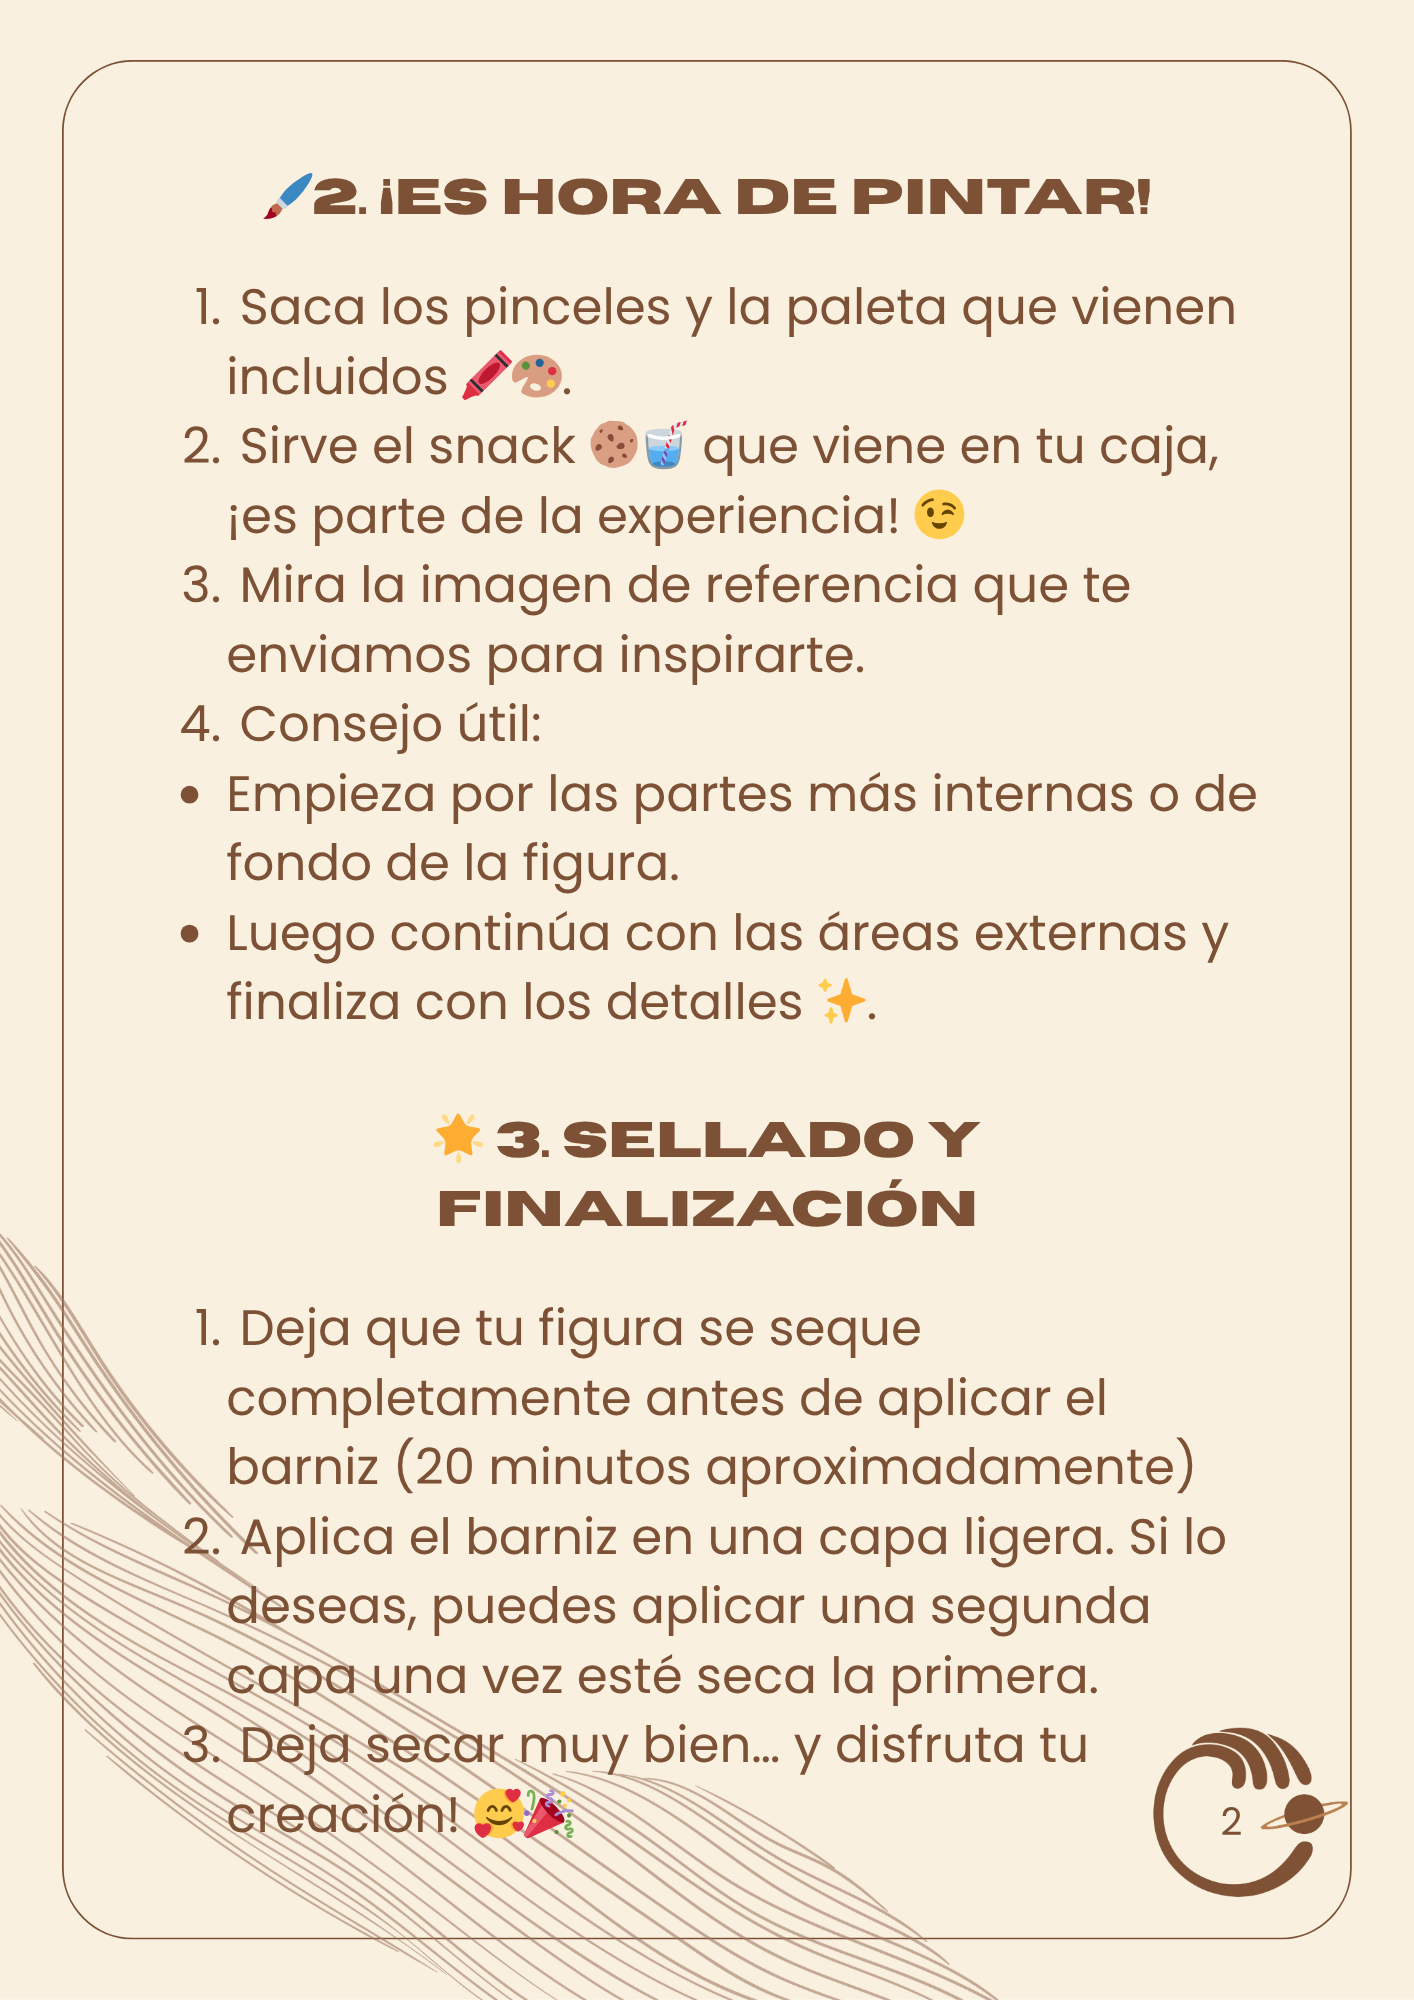 🖌️2. ¡ES HORA DE PINTAR!
1. Saca los pinceles y la paleta que vienen
incluidos 🖍️🎨.
2. Sirve el snack 🍪🥤 que viene en tu caja,
¡es parte de la experiencia! 😉
3. Mira la imagen de referencia que te
enviamos para inspirarte.
4. Consejo útil:
• Empieza por las partes más internas o de
fondo de la figura.
• Luego continúa con las áreas externas y
finaliza con los detalles ✨.
🌟 3. SELLADO Y
FINALIZACIÓN
1. Deja que tu figura se seque
completamente antes de aplicar el
barniz (20 minutos aproximadamente)
2. Aplica el barniz en una capa ligera. Si lo
deseas, puedes aplicar una segunda
capa una vez esté seca la primera.
3. Deja secar muy bien… y disfruta tu
creación! 🥰🎉
2